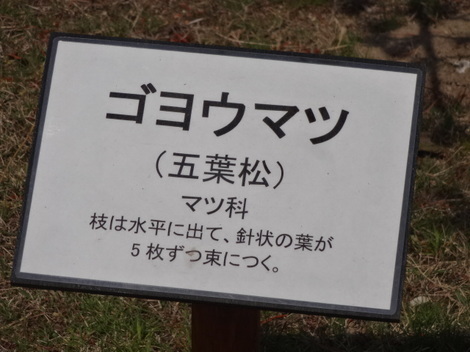 ゴヨウマツ
（五葉松）
マツ科
枝は水平に出て、針状の葉が
5枚ずつ束につく。